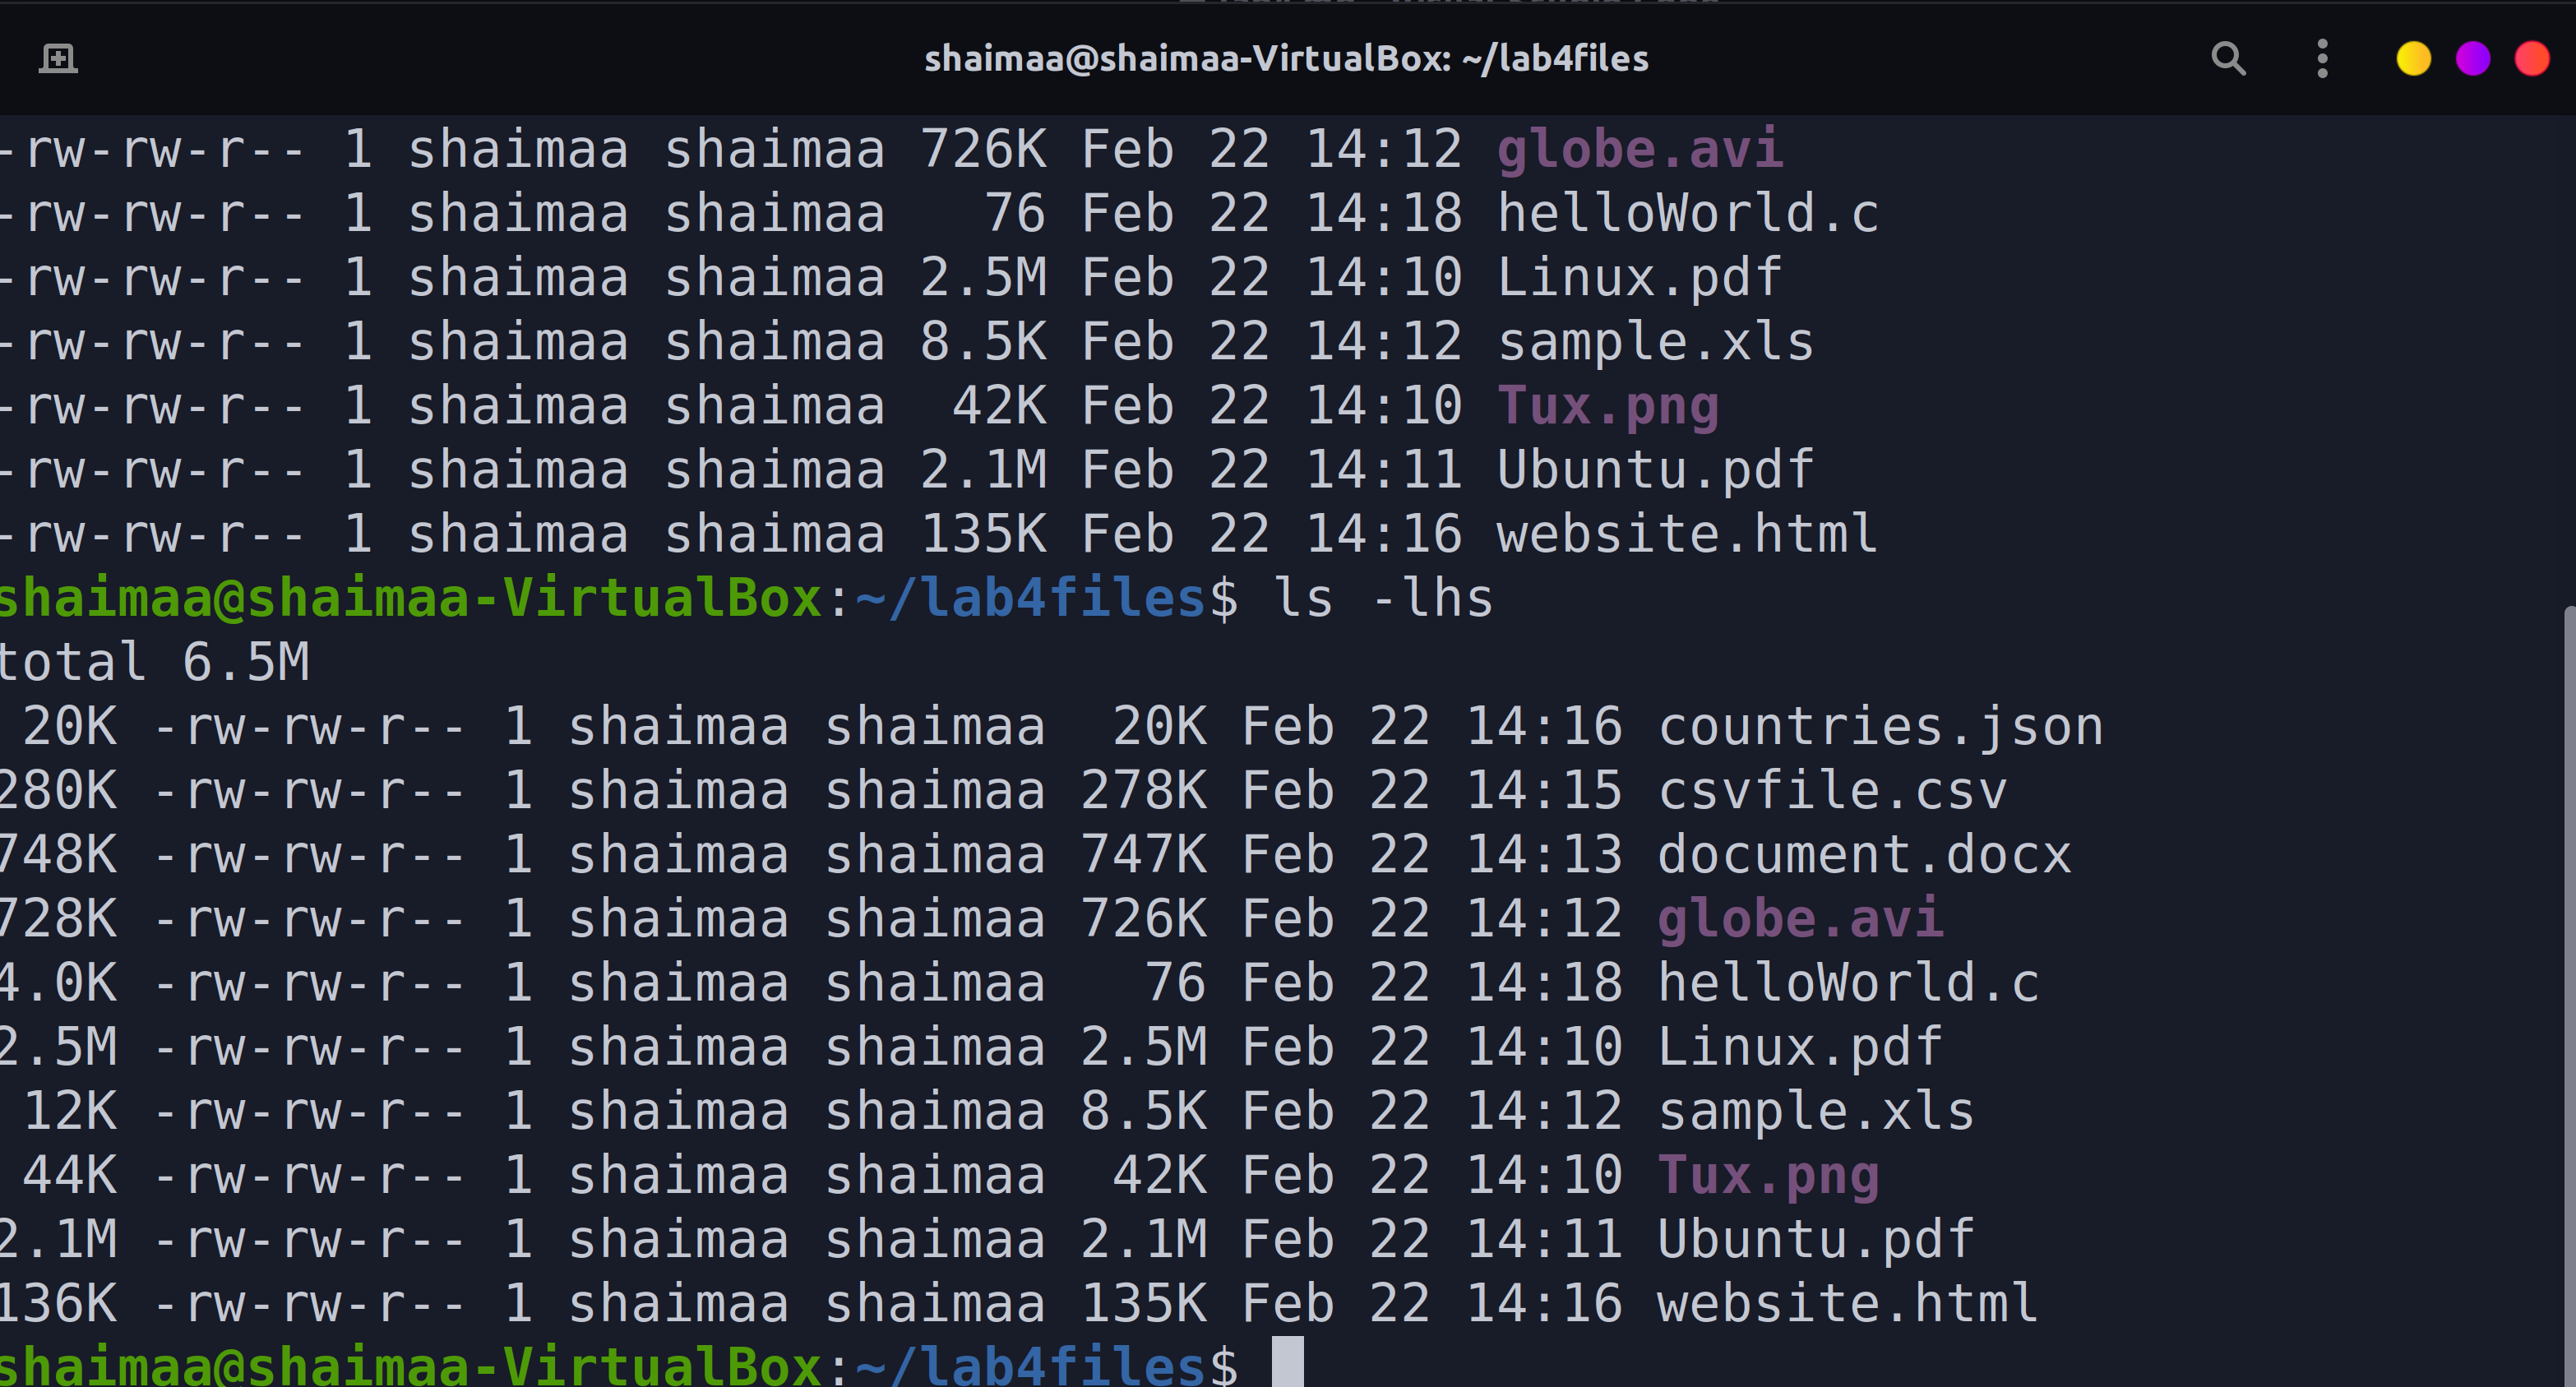 shaimaa@shaimaa-VirtualBox: ~/lab4files
-rw-rw-r-- 1 shaimaa shaimaa 726K Feb 22 14:12 globe.avi
-rw-rw-r-- 1 shaimaa shaimaa   76 Feb 22 14:18 helloWorld.c
-rw-rw-r-- 1 shaimaa shaimaa 2.5M Feb 22 14:10 Linux.pdf
-rw-rw-r-- 1 shaimaa shaimaa 8.5K Feb 22 14:12 sample.xls
-rw-rw-r-- 1 shaimaa shaimaa  42K Feb 22 14:10 Tux.png
-rw-rw-r-- 1 shaimaa shaimaa 2.1M Feb 22 14:11 Ubuntu.pdf
-rw-rw-r-- 1 shaimaa shaimaa 135K Feb 22 14:16 website.html
shaimaa@shaimaa-VirtualBox:~/lab4files$ ls -lhs
total 6.5M
 20K -rw-rw-r-- 1 shaimaa shaimaa  20K Feb 22 14:16 countries.json
280K -rw-rw-r-- 1 shaimaa shaimaa 278K Feb 22 14:15 csvfile.csv
748K -rw-rw-r-- 1 shaimaa shaimaa 747K Feb 22 14:13 document.docx
728K -rw-rw-r-- 1 shaimaa shaimaa 726K Feb 22 14:12 globe.avi
4.0K -rw-rw-r-- 1 shaimaa shaimaa   76 Feb 22 14:18 helloWorld.c
2.5M -rw-rw-r-- 1 shaimaa shaimaa 2.5M Feb 22 14:10 Linux.pdf
 12K -rw-rw-r-- 1 shaimaa shaimaa 8.5K Feb 22 14:12 sample.xls
 44K -rw-rw-r-- 1 shaimaa shaimaa  42K Feb 22 14:10 Tux.png
2.1M -rw-rw-r-- 1 shaimaa shaimaa 2.1M Feb 22 14:11 Ubuntu.pdf
136K -rw-rw-r-- 1 shaimaa shaimaa 135K Feb 22 14:16 website.html
shaimaa@shaimaa-VirtualBox:~/lab4files$